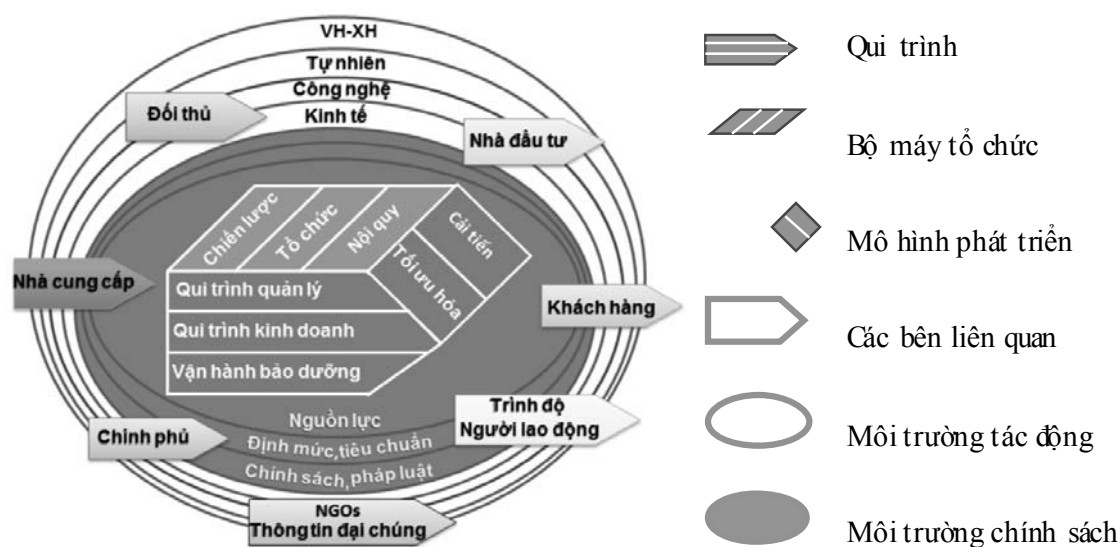 VH-XH
Tự nhiên
Công nghệ
Kinh tế
Đối thủ
Nhà đầu tư
Chiến lược
Tổ chức
Nội quy
Cải tiến
Tối ưu hóa
Nhà cung cấp
Qui trình quản lý
Qui trình kinh doanh
Vận hành bảo dưỡng
Khách hàng
Chính phủ
Trình độ
Người lao động
Nguồn lực
Định mức,tiêu chuẩn
Chính sách,pháp luật
NGOs
Thông tin đại chúng
Qui trình
Bộ máy tổ chức
Mô hình phát triển
Các bên liên quan
Môi trường tác động
Môi trường chính sách